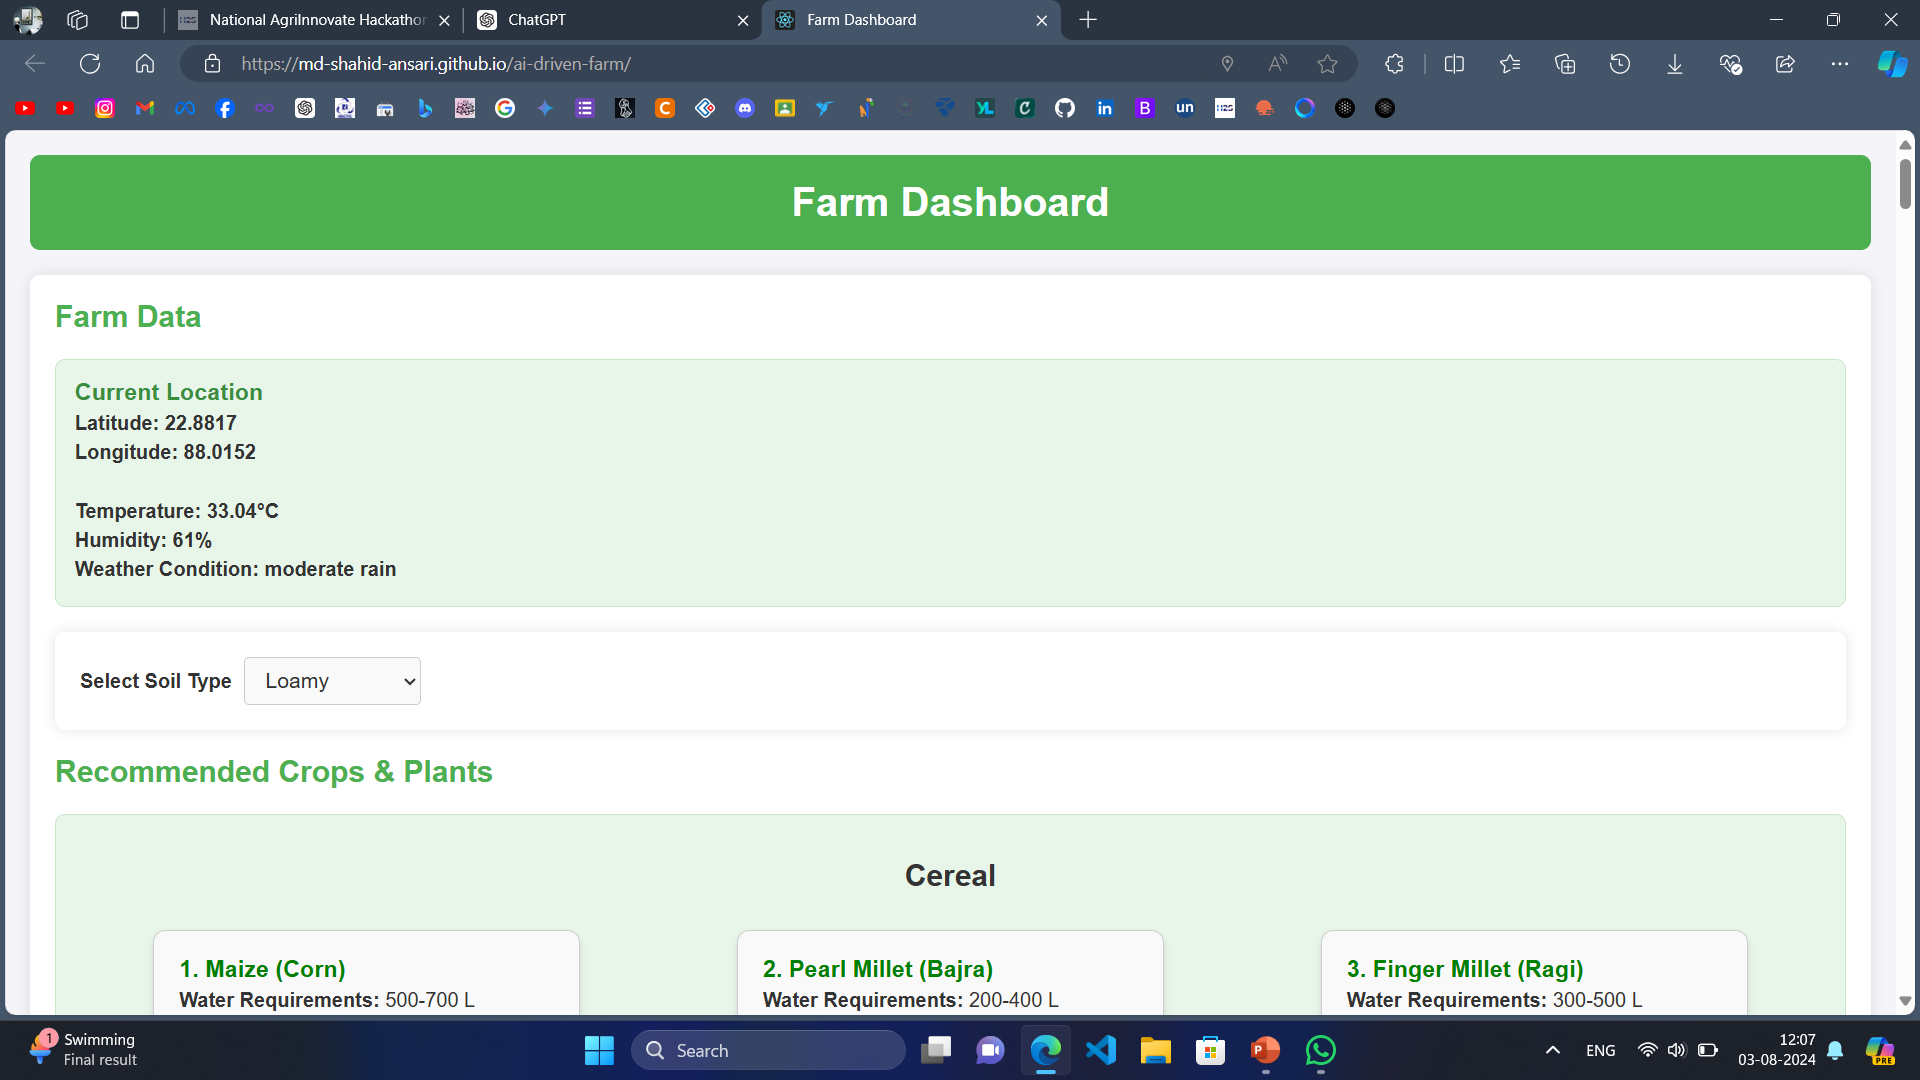 National AgriInnovate Hackathon
ChatGPT
Farm Dashboard
https://md-shahid-ansari.github.io/ai-driven-farm/
Farm Dashboard
Farm Data
Current Location
Latitude: 22.8817
Longitude: 88.0152
Temperature: 33.04°C
Humidity: 61%
Weather Condition: moderate rain
Select Soil Type Loamy
Recommended Crops & Plants
Cereal
1. Maize (Corn)
Water Requirements: 500-700 L
2. Pearl Millet (Bajra)
Water Requirements: 200-400 L
3. Finger Millet (Ragi)
Water Requirements: 300-500 L
1
Swimming
Final result
Search
ENG
12:07
03-08-2024
PRE